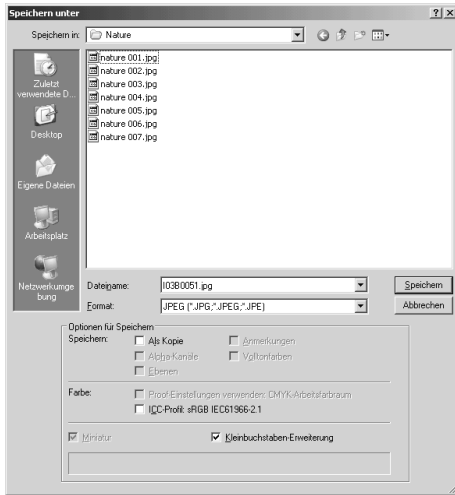 Speichern unter
Speichern in: Nature
Zuletzt
verwendete D...
Desktop
Eigene Dateien
Arbeitsplatz
Netzwerkumge
bung
nature 001.jpg
nature 002.jpg
nature 003.jpg
nature 004.jpg
nature 005.jpg
nature 006.jpg
nature 007.jpg
Dateiname: I03B0051.jpg Speichern
Format: JPEG (*.JPG;*.JPEG;*.JPE) Abbrechen
Optionen für Speichern
Speichern: Als Kopie Anmerkungen
Alpha-Kanäle Volltonfarben
Ebenen
Farbe: Proof-Einstellungen verwenden: CMYK-Arbeitsfarbraum
ICC-Profil: sRGB IEC61966-2.1
Miniatur Kleinbuchstaben-Erweiterung